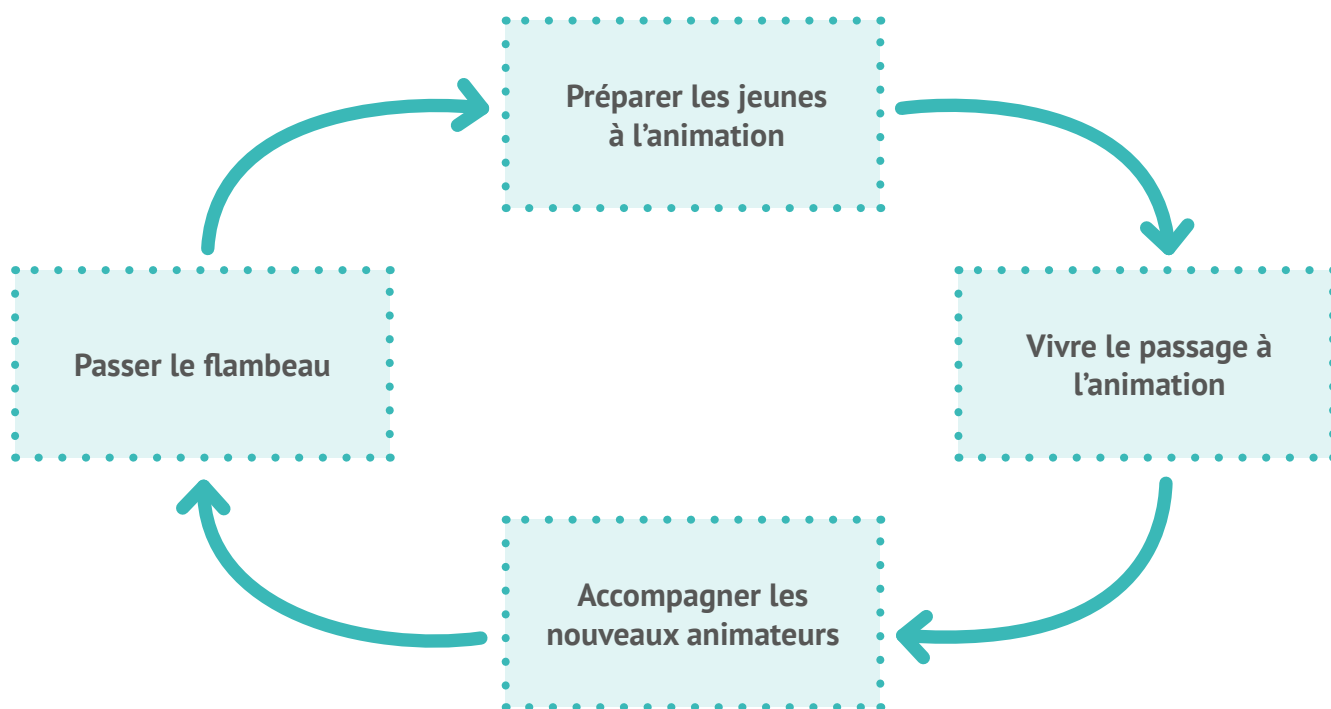 Préparer les jeunes
à l’animation
Vivre le passage à
l’animation
Accompagner les
nouveaux animateurs
Passer le flambeau